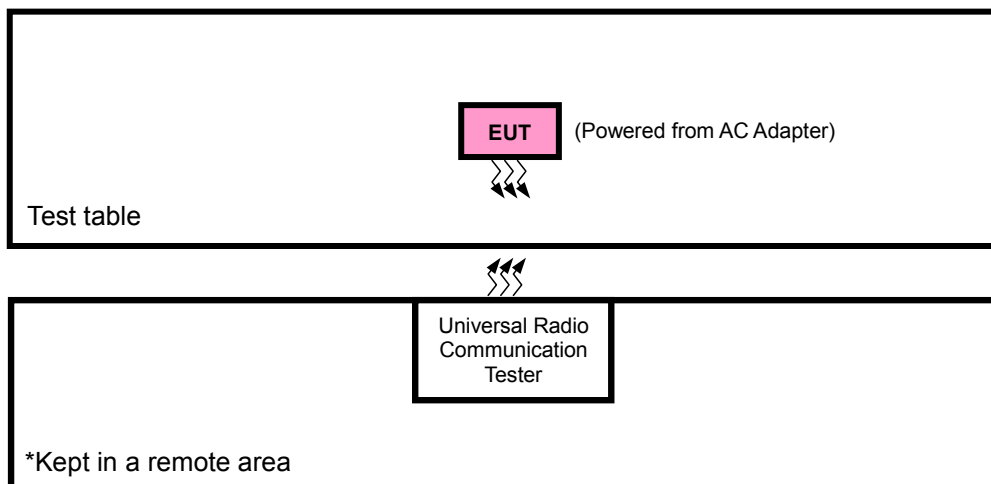 EUT
(Powered from AC Adapter)
Test table
Universal Radio
Communication
Tester
*Kept in a remote area